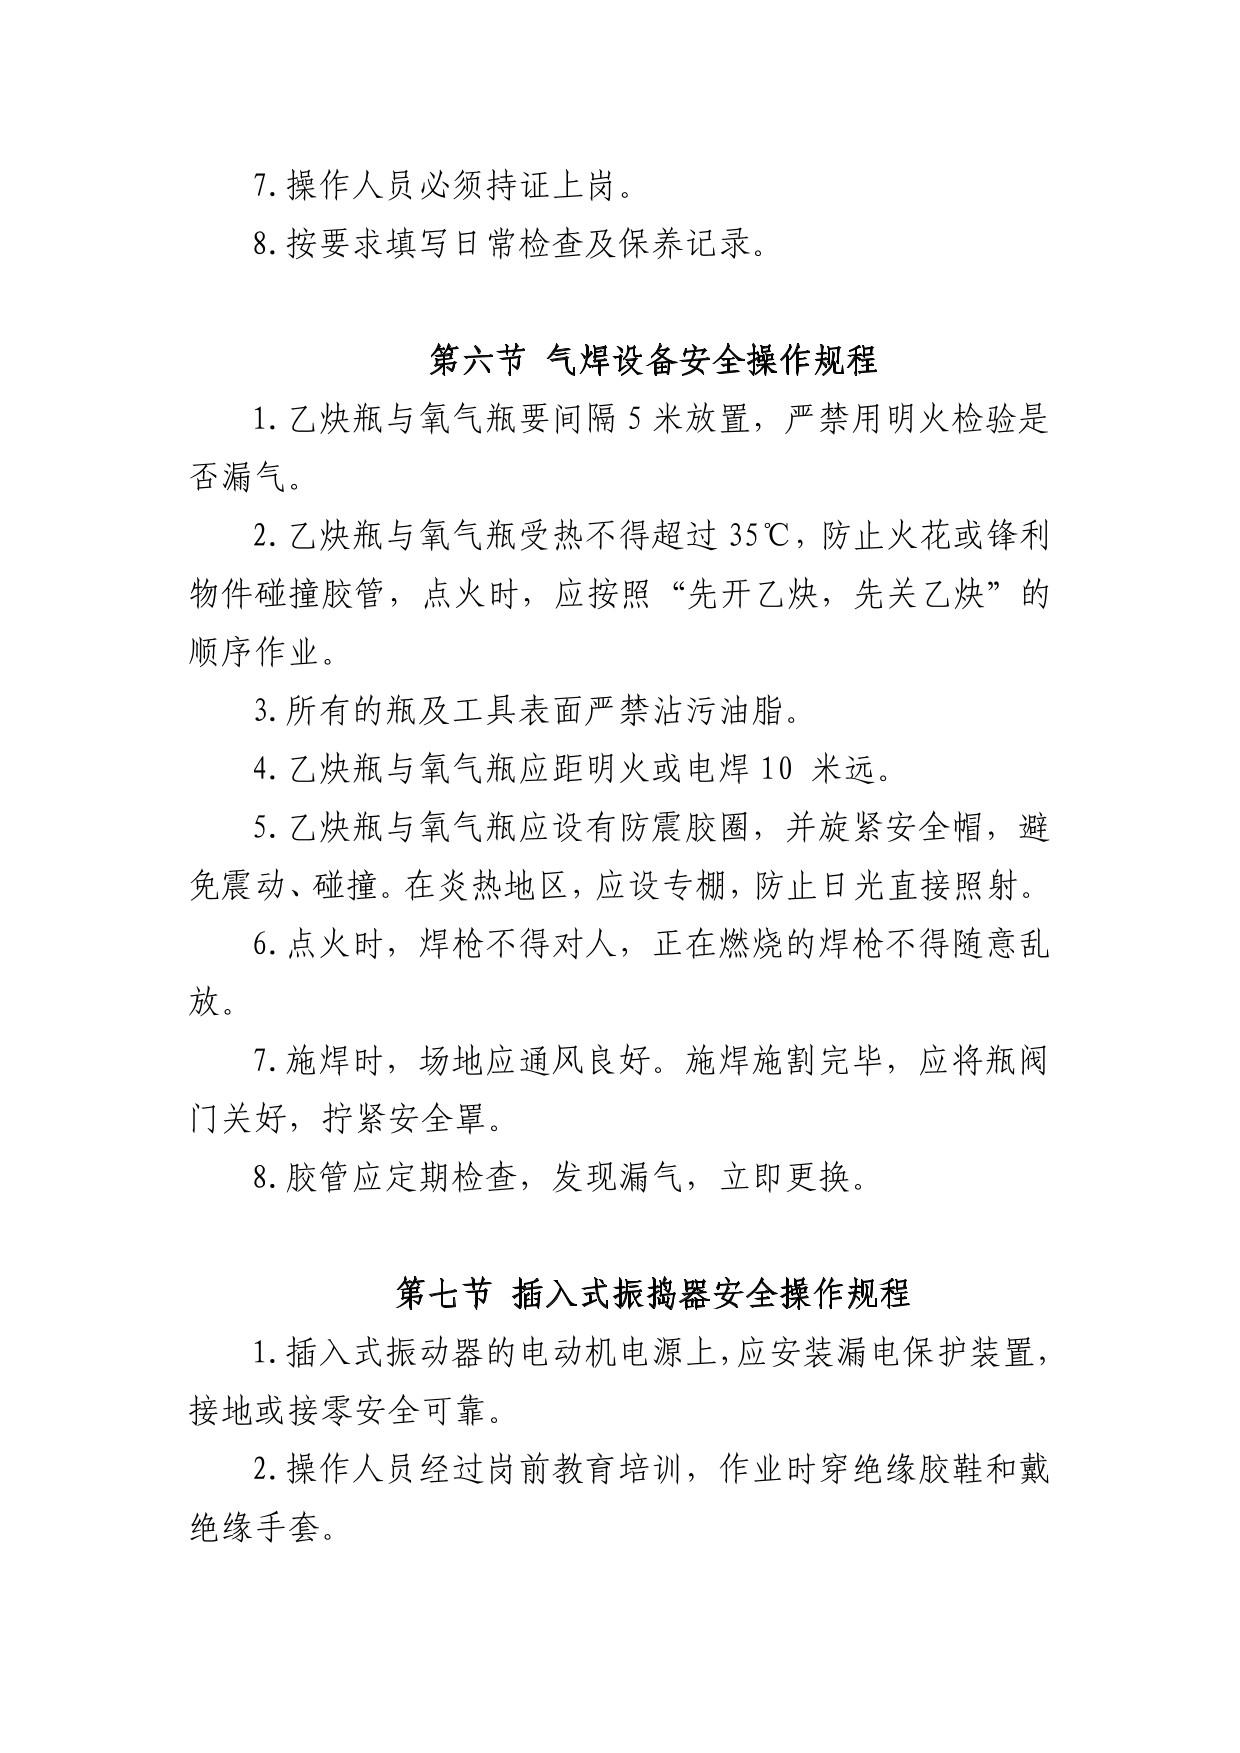 7.操作人员必须持证上岗。
8.按要求填写日常检查及保养记录。
第六节 气焊设备安全操作规程
1.乙炔瓶与氧气瓶要间隔 5 米放置，严禁用明火检验是
否漏气。
2.乙炔瓶与氧气瓶受热不得超过 35℃，防止火花或锋利
物件碰撞胶管，点火时，应按照“先开乙炔，先关乙炔”的
顺序作业。
3.所有的瓶及工具表面严禁沾污油脂。
4.乙炔瓶与氧气瓶应距明火或电焊 10 米远。
5.乙炔瓶与氧气瓶应设有防震胶圈，并旋紧安全帽，避
免震动、碰撞。在炎热地区，应设专棚，防止日光直接照射。
6.点火时，焊枪不得对人，正在燃烧的焊枪不得随意乱
放。
7.施焊时，场地应通风良好。施焊施割完毕，应将瓶阀
门关好，拧紧安全罩。
8.胶管应定期检查，发现漏气，立即更换。
第七节 插入式振捣器安全操作规程
1.插入式振动器的电动机电源上，应安装漏电保护装置，
接地或接零安全可靠。
2.操作人员经过岗前教育培训，作业时穿绝缘胶鞋和戴
绝缘手套。